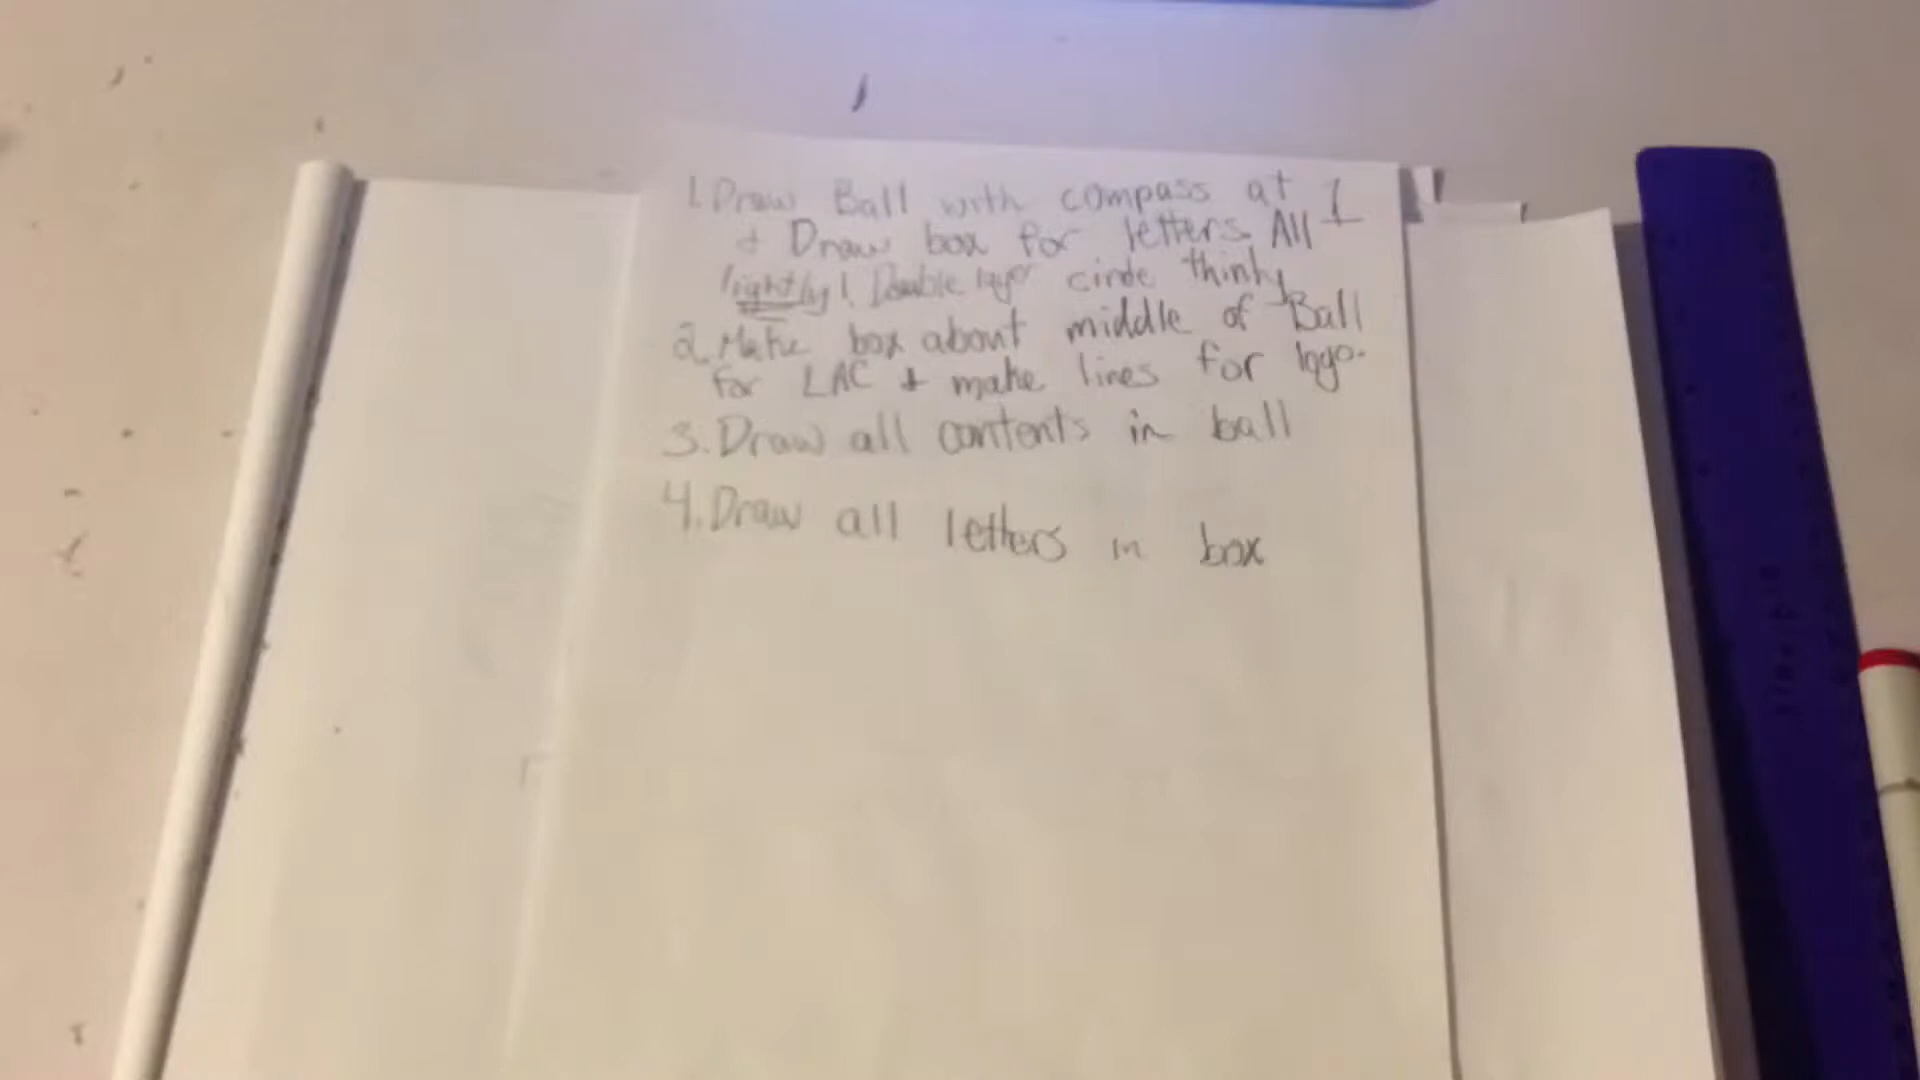 1. Draw Ball with compass at 1
+ Draw box for letters. All
lightly! Double layer circle thinly
2. Make box about middle of Ball
for LAC + make lines for logo.
3. Draw all contents in ball
4. Draw all letters in box